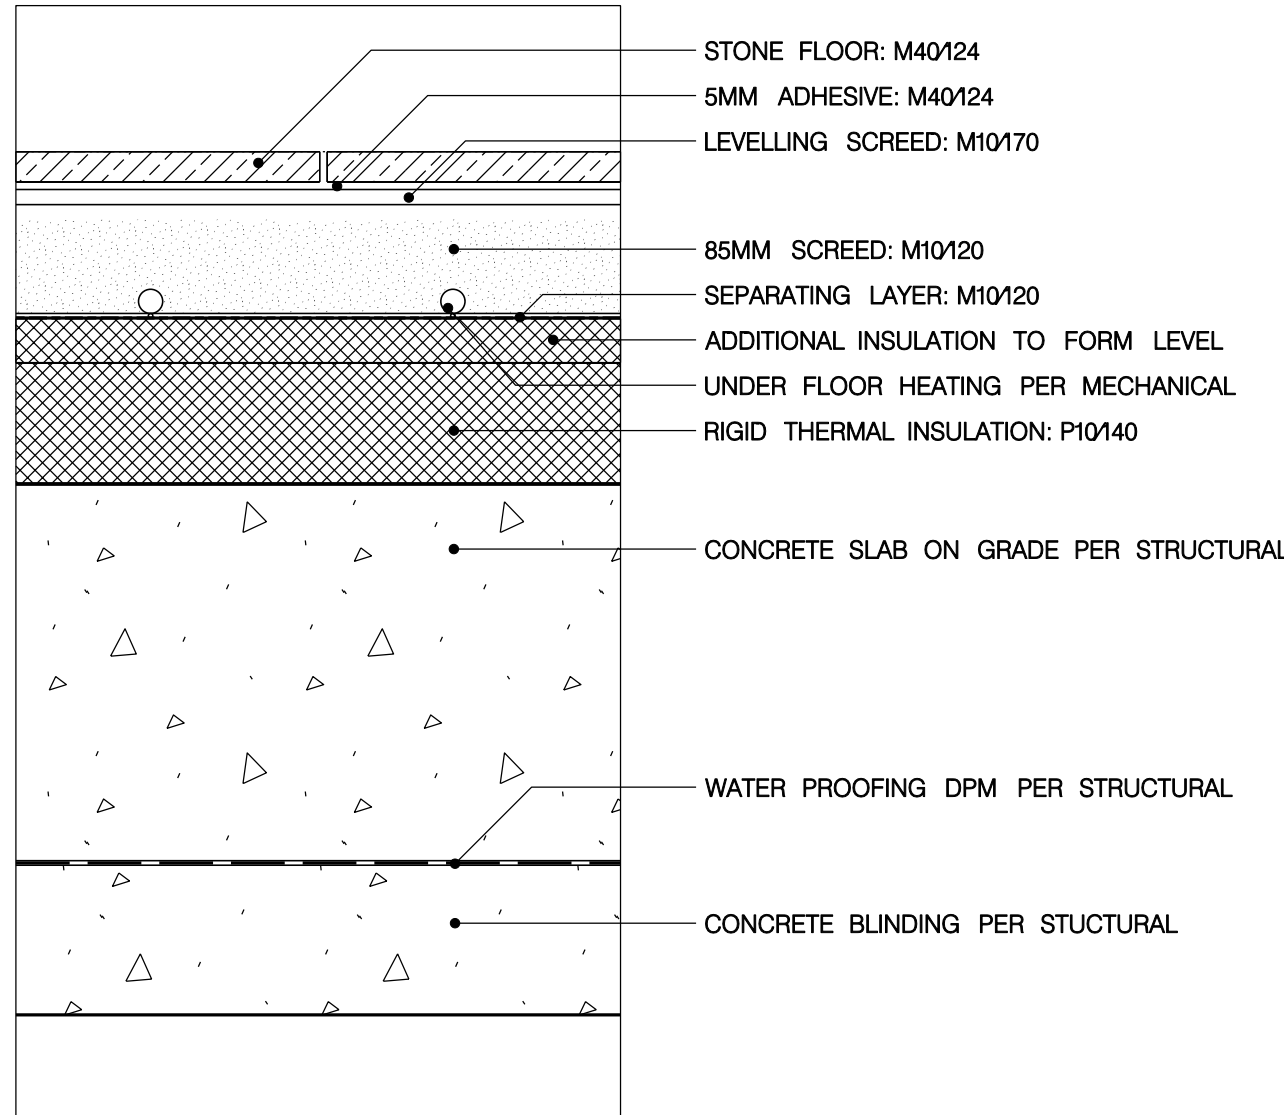 STONE FLOOR: M40/124
5MM ADHESIVE: M40/124
LEVELLING SCREED: M10/170
85MM SCREED: M10/120
SEPARATING LAYER: M10/120
ADDITIONAL INSULATION TO FORM LEVEL
UNDER FLOOR HEATING PER MECHANICAL
RIGID THERMAL INSULATION: P10/140
CONCRETE SLAB ON GRADE PER STRUCTURAL
WATER PROOFING DPM PER STRUCTURAL
CONCRETE BLINDING PER STUCTURAL